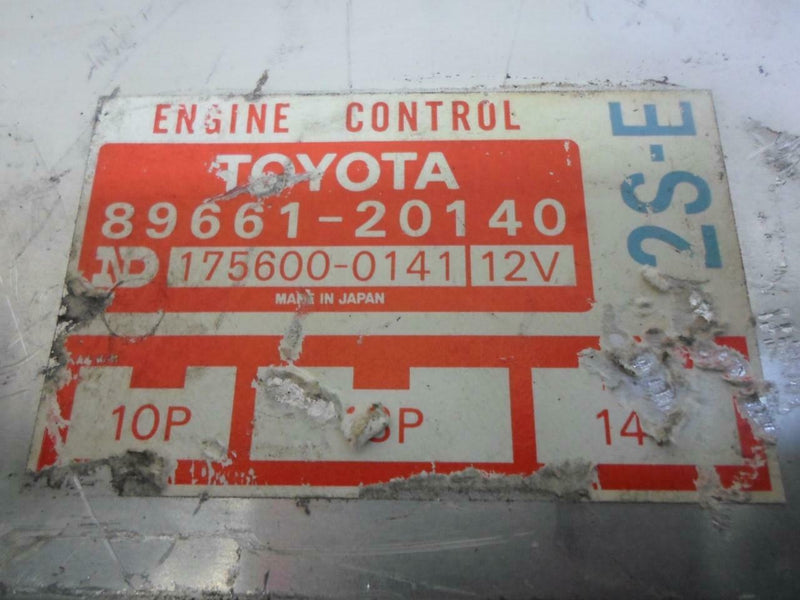 ENGINE CONTROL
TOYOTA
89661-20140
ND 175600-0141 12V
MADE IN JAPAN
2S-E
10P
14